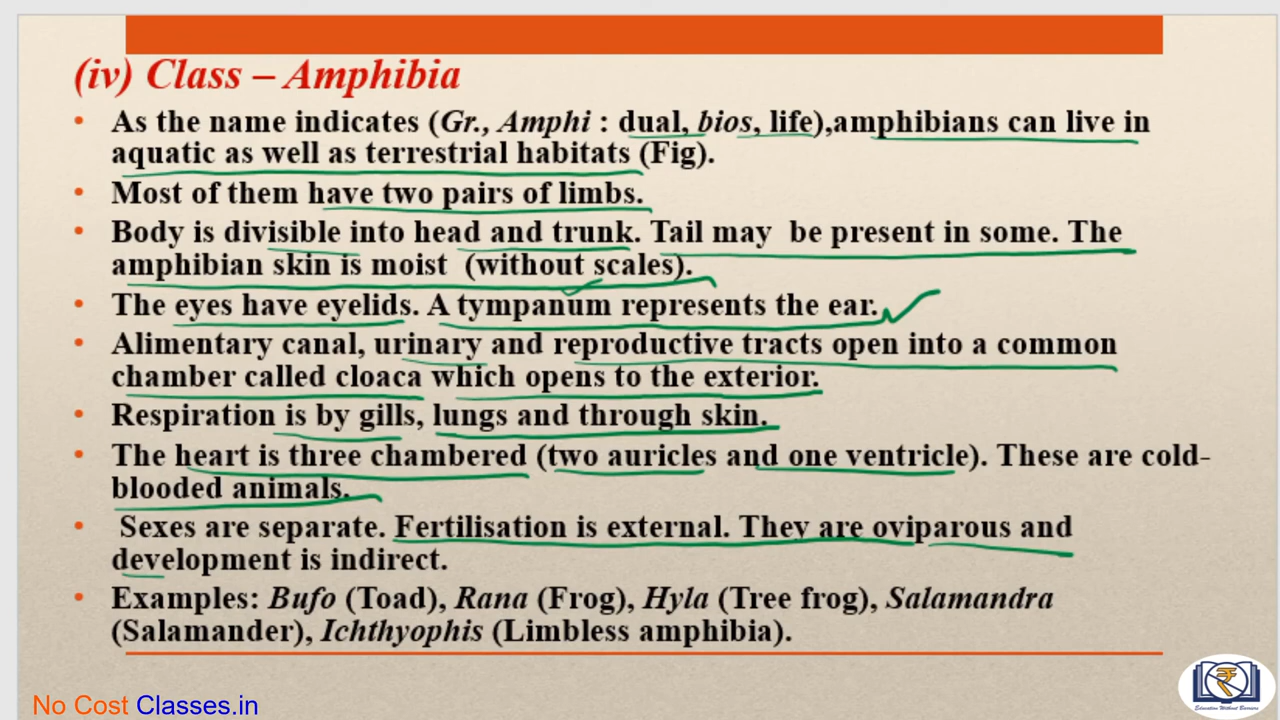 (iv) Class – Amphibia
• As the name indicates (Gr., Amphi : dual, bios, life),amphibians can live in
aquatic as well as terrestrial habitats (Fig).
• Most of them have two pairs of limbs.
• Body is divisible into head and trunk. Tail may be present in some. The
amphibian skin is moist (without scales).
• The eyes have eyelids. A tympanum represents the ear.
• Alimentary canal, urinary and reproductive tracts open into a common
chamber called cloaca which opens to the exterior.
• Respiration is by gills, lungs and through skin.
• The heart is three chambered (two auricles and one ventricle). These are cold-
blooded animals.
• Sexes are separate. Fertilisation is external. They are oviparous and
development is indirect.
• Examples: Bufo (Toad), Rana (Frog), Hyla (Tree frog), Salamandra
(Salamander), Ichthyophis (Limbless amphibia).
No Cost Classes.in
₹
Education Without Barriers